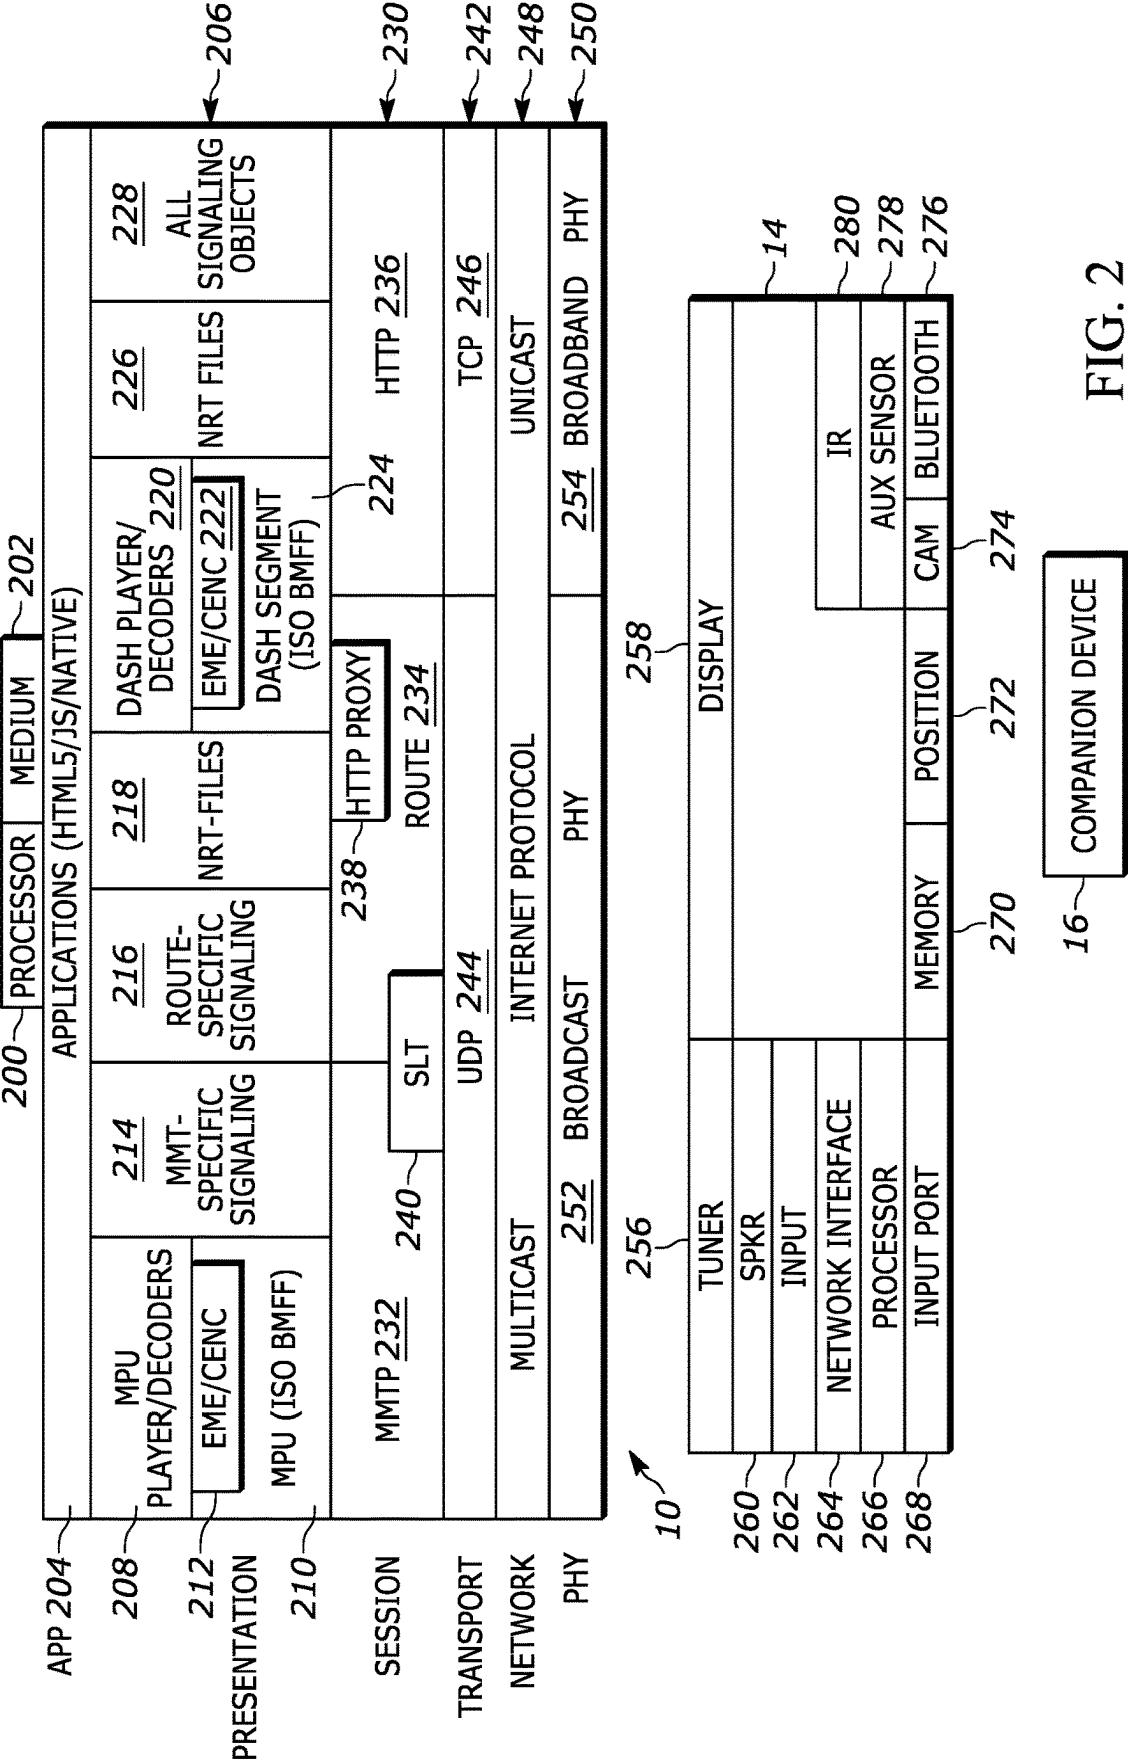 200 PROCESSOR MEDIUM 202
APP 204 APPLICATIONS (HTML5/JS/NATIVE)
PRESENTATION
206
208
MPU
PLAYER/DECODERS
212
EME/CENC
210
MPU (ISO BMFF)
214
MMT-
SPECIFIC
SIGNALING
216
ROUTE-
SPECIFIC
SIGNALING
218
NRT-FILES
DASH PLAYER/
DECODERS 220
EME/CENC 222
DASH SEGMENT
(ISO BMFF)
224
226
NRT FILES
228
ALL
SIGNALING
OBJECTS
SESSION
230
MMTP 232
240
SLT
238
HTTP PROXY
ROUTE 234
HTTP 236
TRANSPORT
UDP 244
TCP 246
242
NETWORK
MULTICAST
INTERNET PROTOCOL
UNICAST
248
PHY
252 BROADCAST PHY
254 BROADBAND PHY
250
10
256
258
TUNER
DISPLAY
14
260
SPKR
262
INPUT
264
NETWORK INTERFACE
IR
280
266
PROCESSOR
AUX SENSOR
278
268
INPUT PORT
MEMORY
POSITION
CAM
BLUETOOTH
276
270
272
274
16
COMPANION DEVICE
FIG. 2